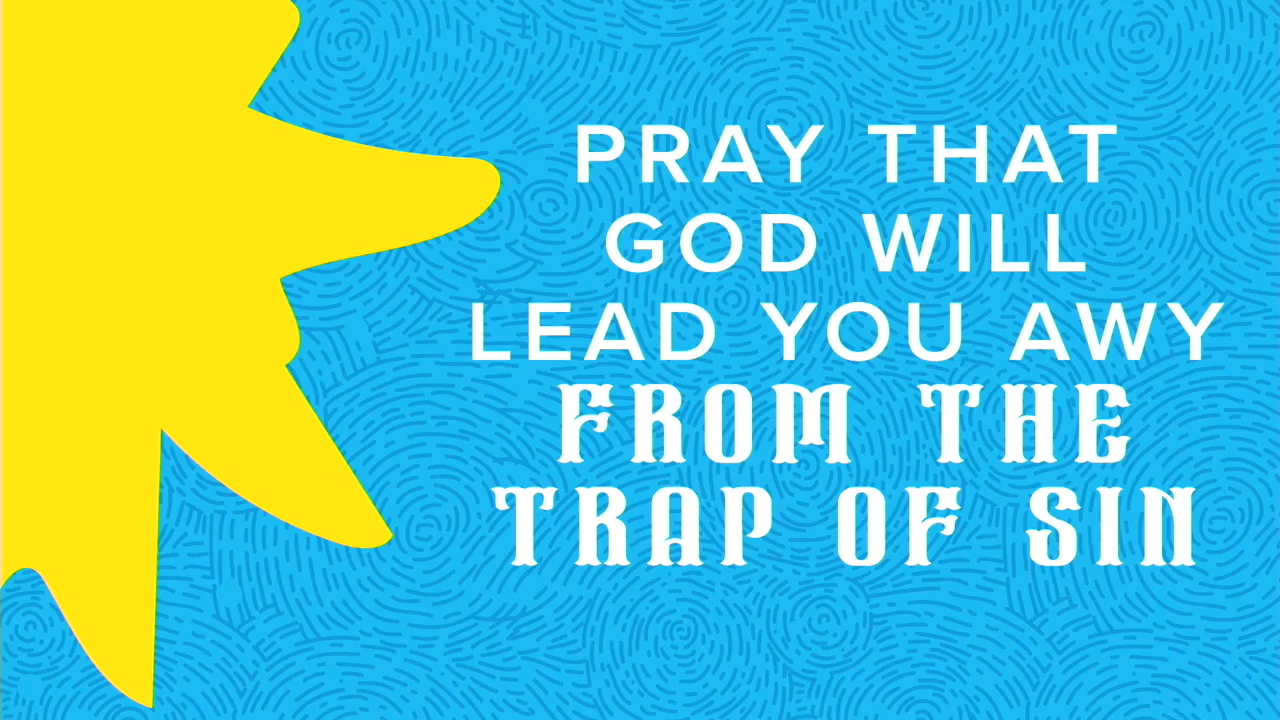 PRAY THAT
GOD WILL
LEAD YOU AWY
FROM THE
TRAP OF SIN